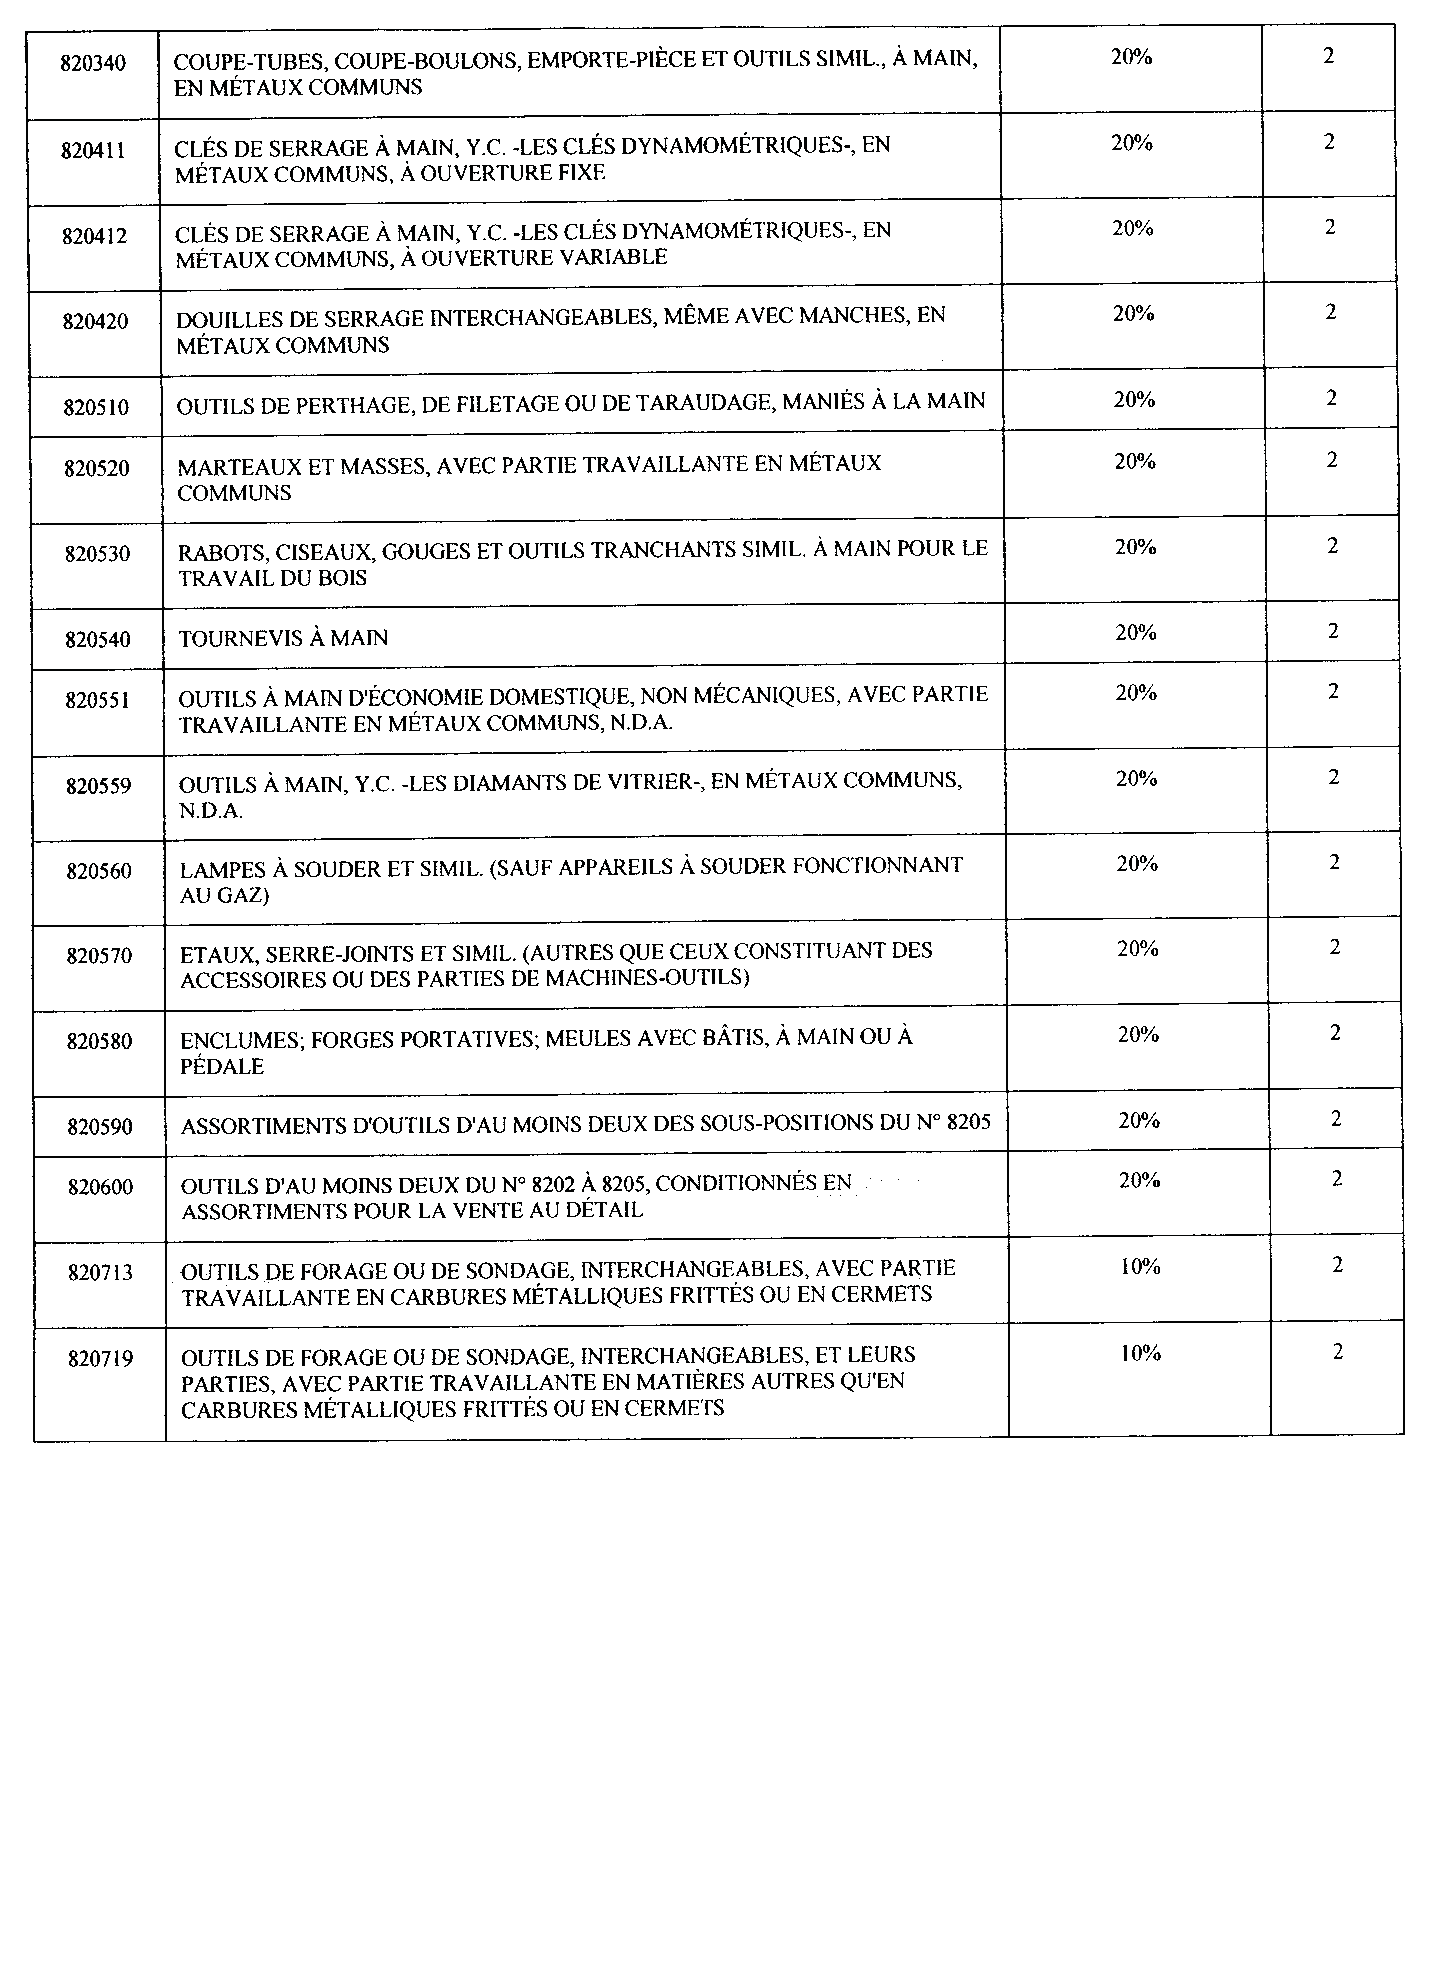 820340 COUPE-TUBES, COUPE-BOULONS, EMPORTE-PIÈCE ET OUTILS SIMIL., À MAIN, 20% 2
EN MÉTAUX COMMUNS
820411 CLÉS DE SERRAGE À MAIN, Y.C. -LES CLÉS DYNAMOMÉTRIQUES-, EN 20% 2
MÉTAUX COMMUNS, À OUVERTURE FIXE
820412 CLÉS DE SERRAGE À MAIN, Y.C. -LES CLÉS DYNAMOMÉTRIQUES-, EN 20% 2
MÉTAUX COMMUNS, À OUVERTURE VARIABLE
820420 DOUILLES DE SERRAGE INTERCHANGEABLES, MÊME AVEC MANCHES, EN 20% 2
MÉTAUX COMMUNS
820510 OUTILS DE PERTHAGE, DE FILETAGE OU DE TARAUDAGE, MANIÉS À LA MAIN 20% 2
820520 MARTEAUX ET MASSES, AVEC PARTIE TRAVAILLANTE EN MÉTAUX 20% 2
COMMUNS
820530 RABOTS, CISEAUX, GOUGES ET OUTILS TRANCHANTS SIMIL. À MAIN POUR LE 20% 2
TRAVAIL DU BOIS
820540 TOURNEVIS À MAIN 20% 2
820551 OUTILS À MAIN D'ÉCONOMIE DOMESTIQUE, NON MÉCANIQUES, AVEC PARTIE 20% 2
TRAVAILLANTE EN MÉTAUX COMMUNS, N.D.A.
820559 OUTILS À MAIN, Y.C. -LES DIAMANTS DE VITRIER-, EN MÉTAUX COMMUNS, 20% 2
N.D.A.
820560 LAMPES À SOUDER ET SIMIL. (SAUF APPAREILS À SOUDER FONCTIONNANT 20% 2
AU GAZ)
820570 ETAUX, SERRE-JOINTS ET SIMIL. (AUTRES QUE CEUX CONSTITUANT DES 20% 2
ACCESSOIRES OU DES PARTIES DE MACHINES-OUTILS)
820580 ENCLUMES; FORGES PORTATIVES; MEULES AVEC BÂTIS, À MAIN OU À 20% 2
PÉDALE
820590 ASSORTIMENTS D'OUTILS D'AU MOINS DEUX DES SOUS-POSITIONS DU N° 8205 20% 2
820600 OUTILS D'AU MOINS DEUX DU N° 8202 À 8205, CONDITIONNÉS EN 20% 2
ASSORTIMENTS POUR LA VENTE AU DÉTAIL
820713 OUTILS DE FORAGE OU DE SONDAGE, INTERCHANGEABLES, AVEC PARTIE 10% 2
TRAVAILLANTE EN CARBURES MÉTALLIQUES FRITTÉS OU EN CERMETS
820719 OUTILS DE FORAGE OU DE SONDAGE, INTERCHANGEABLES, ET LEURS 10% 2
PARTIES, AVEC PARTIE TRAVAILLANTE EN MATIÈRES AUTRES QU'EN
CARBURES MÉTALLIQUES FRITTÉS OU EN CERMETS